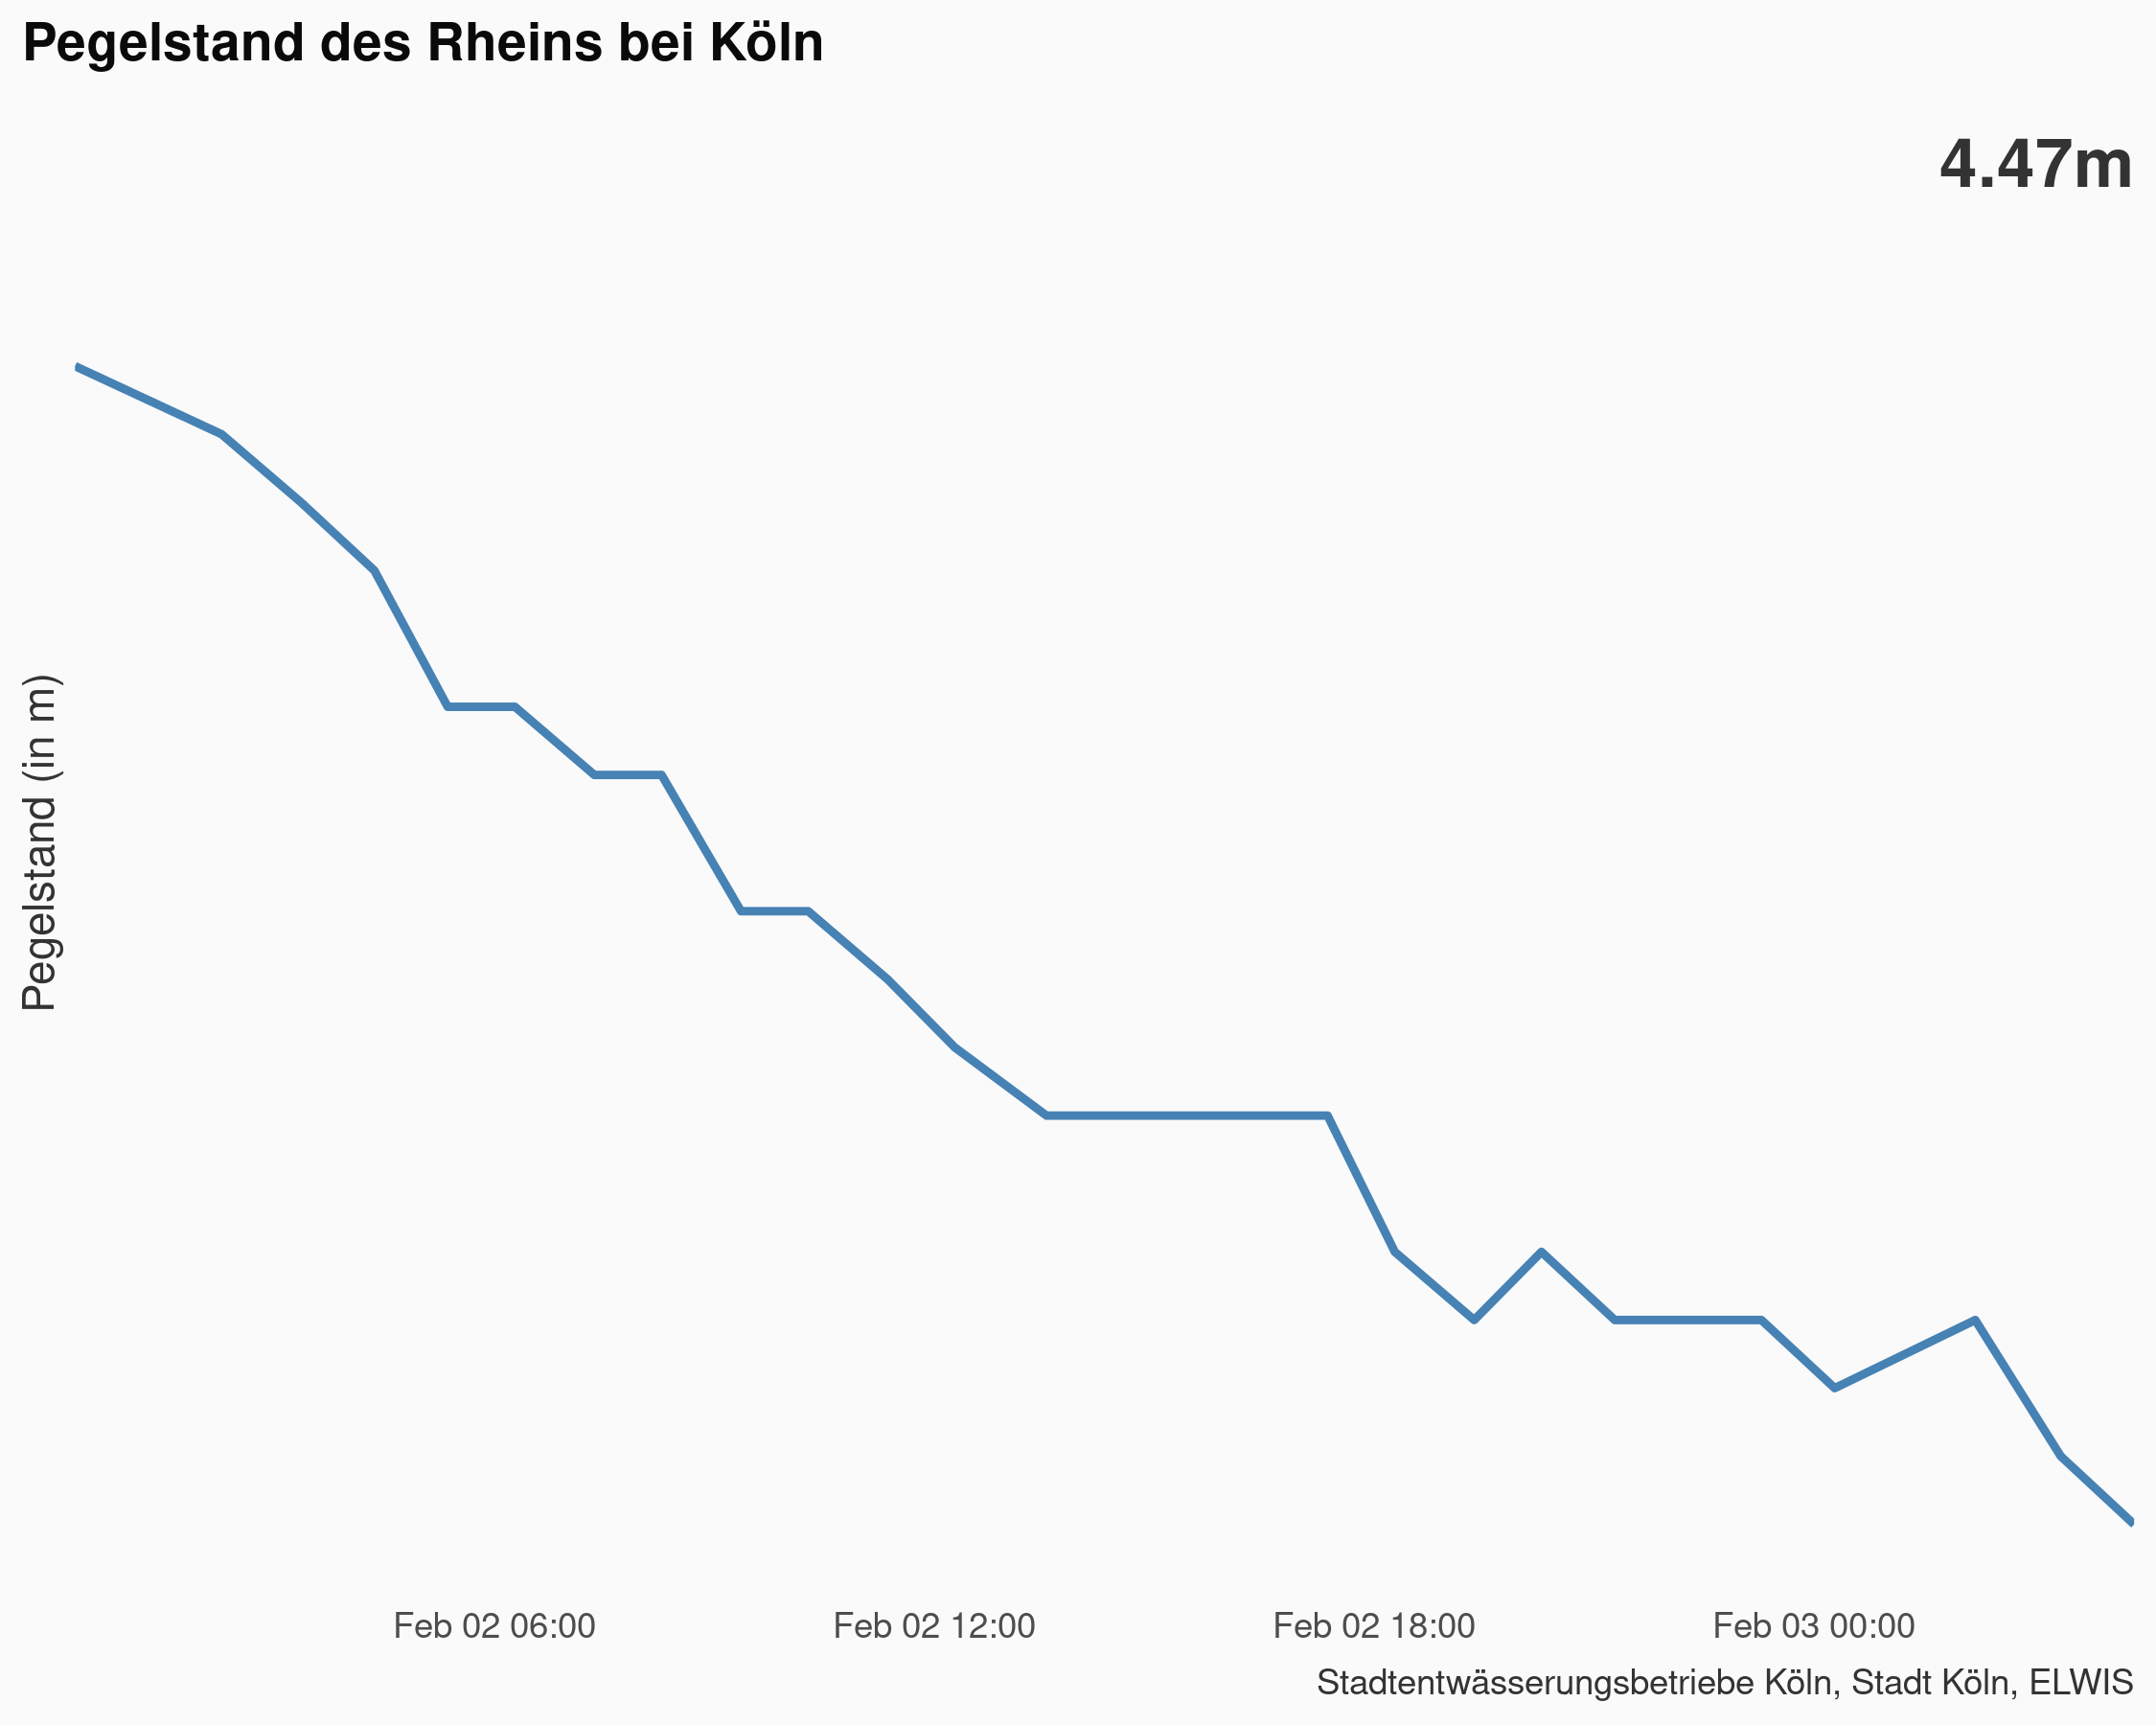 Pegelstand des Rheins bei Köln
4.47m
Pegelstand (in m)
Feb 02 06:00
Feb 02 12:00
Feb 02 18:00
Feb 03 00:00
Stadtentwässerungsbetriebe Köln, Stadt Köln, ELWIS